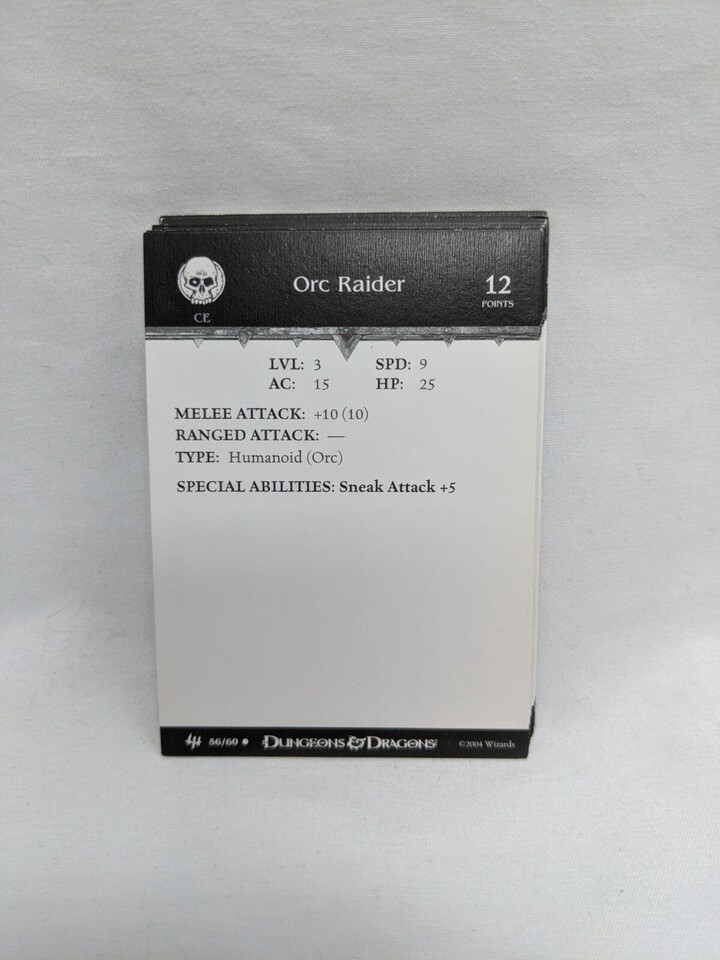 Orc Raider
12
POINTS
CE
LVL: 3 SPD: 9
AC: 15 HP: 25
MELEE ATTACK: +10 (10)
RANGED ATTACK: —
TYPE: Humanoid (Orc)
SPECIAL ABILITIES: Sneak Attack +5
56/60 ● DUNGEONS & DRAGONS ©2004 Wizards